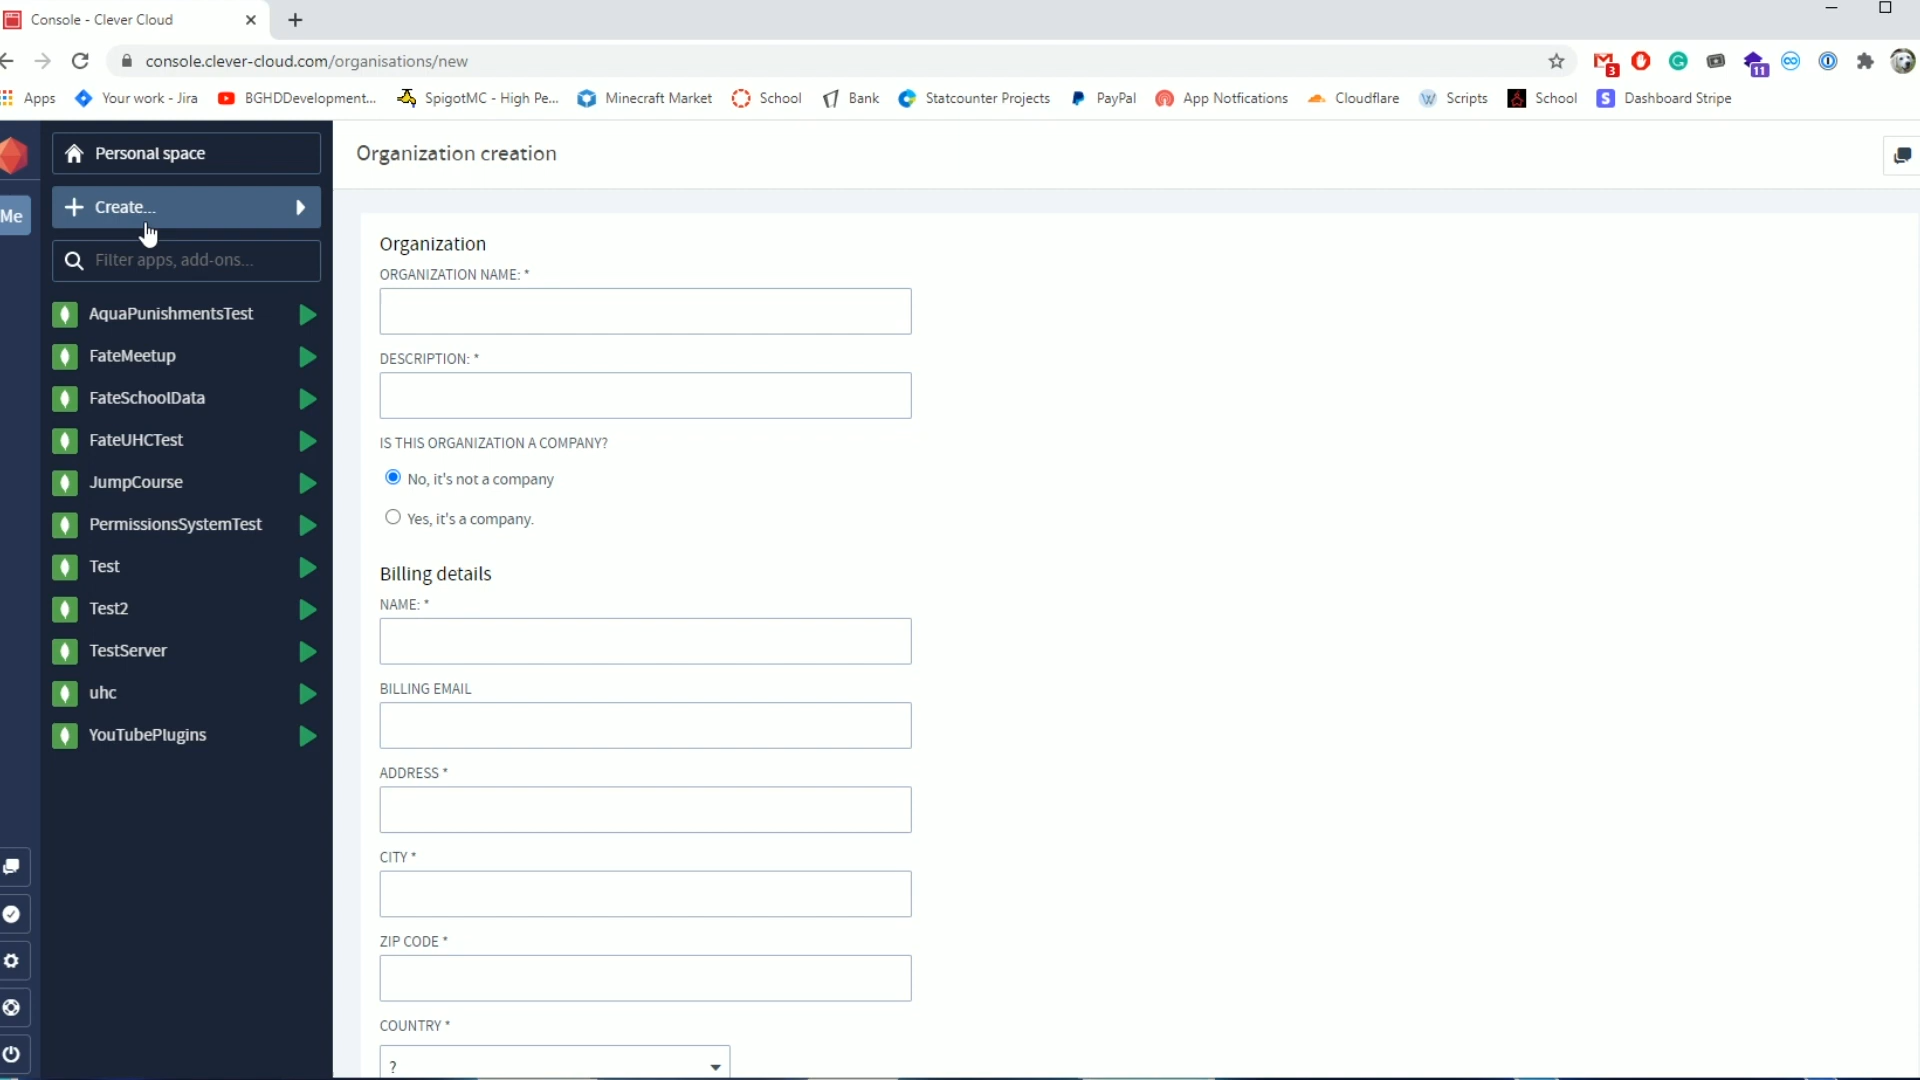 Console - Clever Cloud
console.clever-cloud.com/organisations/new
3
11
Apps
Your work - Jira
BGHDDevelopment...
SpigotMC - High Pe...
Minecraft Market
School
Bank
Statcounter Projects
PayPal
App Notfications
Cloudflare
Scripts
School
Dashboard Stripe
Me
Personal space
Create...
Filter apps, add-ons...
AquaPunishmentsTest
FateMeetup
FateSchoolData
FateUHCTest
JumpCourse
PermissionsSystemTest
Test
Test2
TestServer
uhc
YouTubePlugins
Organization creation
Organization
ORGANIZATION NAME: *
DESCRIPTION: *
IS THIS ORGANIZATION A COMPANY?
No, it's not a company
Yes, it's a company.
Billing details
NAME: *
BILLING EMAIL
ADDRESS *
CITY *
ZIP CODE *
COUNTRY *
?